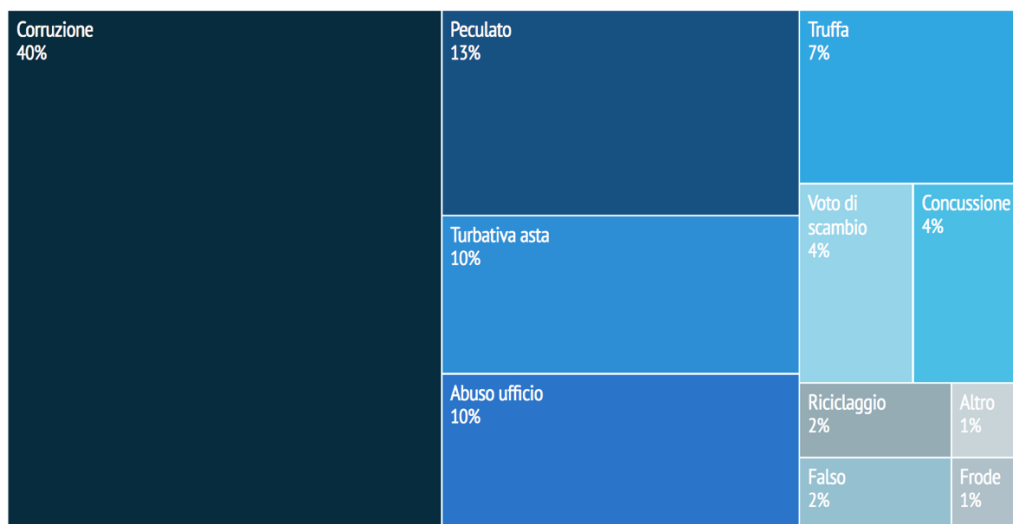 Corruzione
40%
Peculato
13%
Turbativa asta
10%
Abuso ufficio
10%
Truffa
7%
Voto di
scambio
4%
Concussione
4%
Riciclaggio
2%
Altro
1%
Falso
2%
Frode
1%